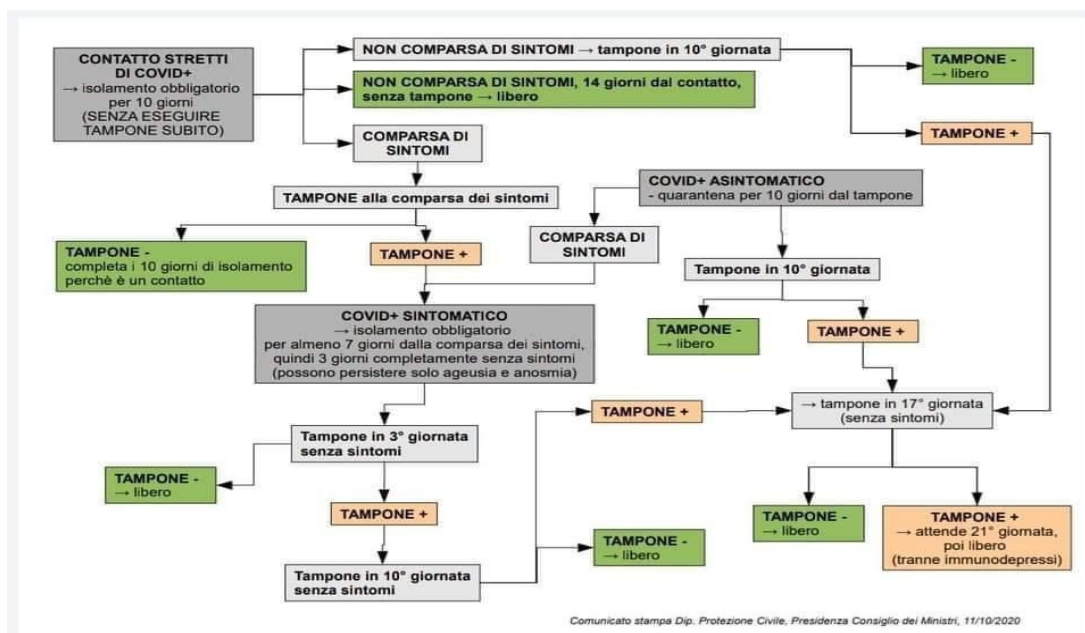 CONTATTO STRETTI
DI COVID+
→ isolamento obbligatorio
per 10 giorni
(SENZA ESEGUIRE
TAMPONE SUBITO)
NON COMPARSA DI SINTOMI → tampone in 10° giornata
NON COMPARSA DI SINTOMI, 14 giorni dal contatto,
senza tampone → libero
COMPARSA DI
SINTOMI
TAMPONE -
→ libero
TAMPONE +
TAMPONE alla comparsa dei sintomi
COVID+ ASINTOMATICO
- quarantena per 10 giorni dal tampone
TAMPONE -
completa i 10 giorni di isolamento
perchè è un contatto
TAMPONE +
COMPARSA DI
SINTOMI
Tampone in 10° giornata
COVID+ SINTOMATICO
→ isolamento obbligatorio
per almeno 7 giorni dalla comparsa dei sintomi,
quindi 3 giorni completamente senza sintomi
(possono persistere solo ageusia e anosmia)
TAMPONE -
→ libero
TAMPONE +
→ tampone in 17° giornata
(senza sintomi)
TAMPONE +
Tampone in 3° giornata
senza sintomi
TAMPONE -
→ libero
TAMPONE +
Tampone in 10° giornata
senza sintomi
TAMPONE -
→ libero
TAMPONE -
→ libero
TAMPONE +
→ attende 21° giornata,
poi libero
(tranne immunodepressi)
Comunicato stampa Dip. Protezione Civile, Presidenza Consiglio dei Ministri, 11/10/2020